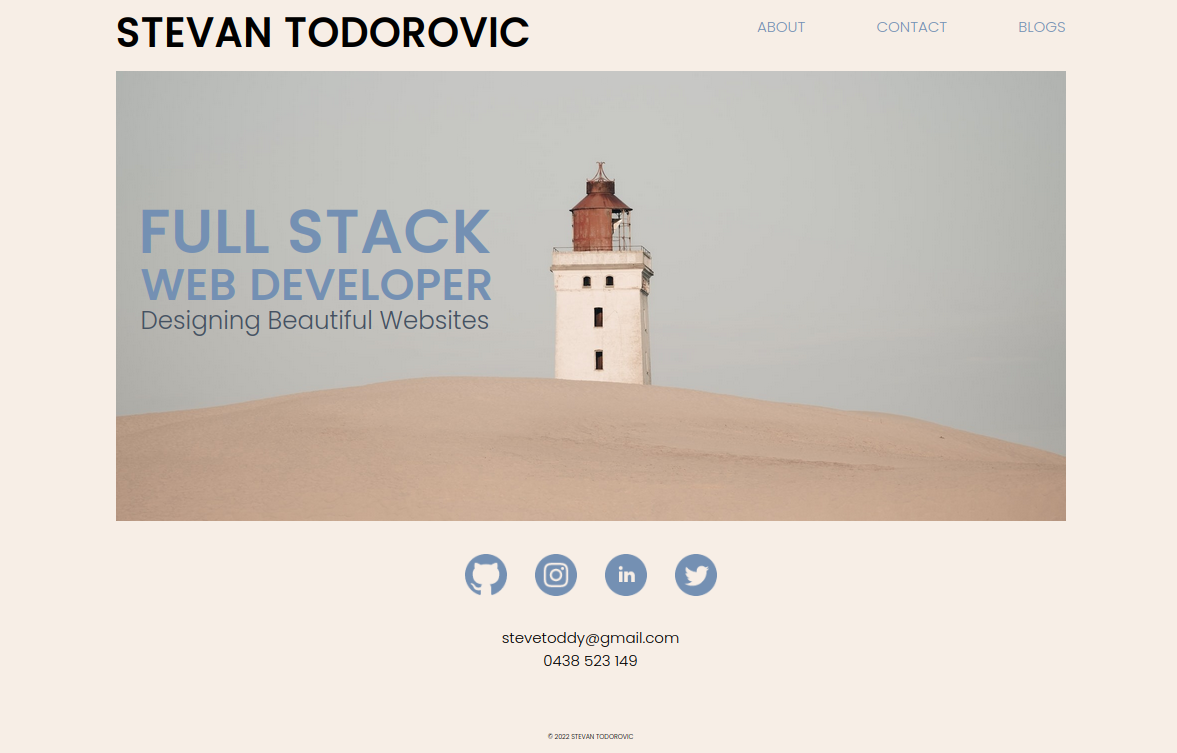 STEVAN TODOROVIC
ABOUT CONTACT BLOGS
FULL STACK
WEB DEVELOPER
Designing Beautiful Websites
in
stevetoddy@gmail.com
0438 523 149
© 2022 STEVAN TODOROVIC